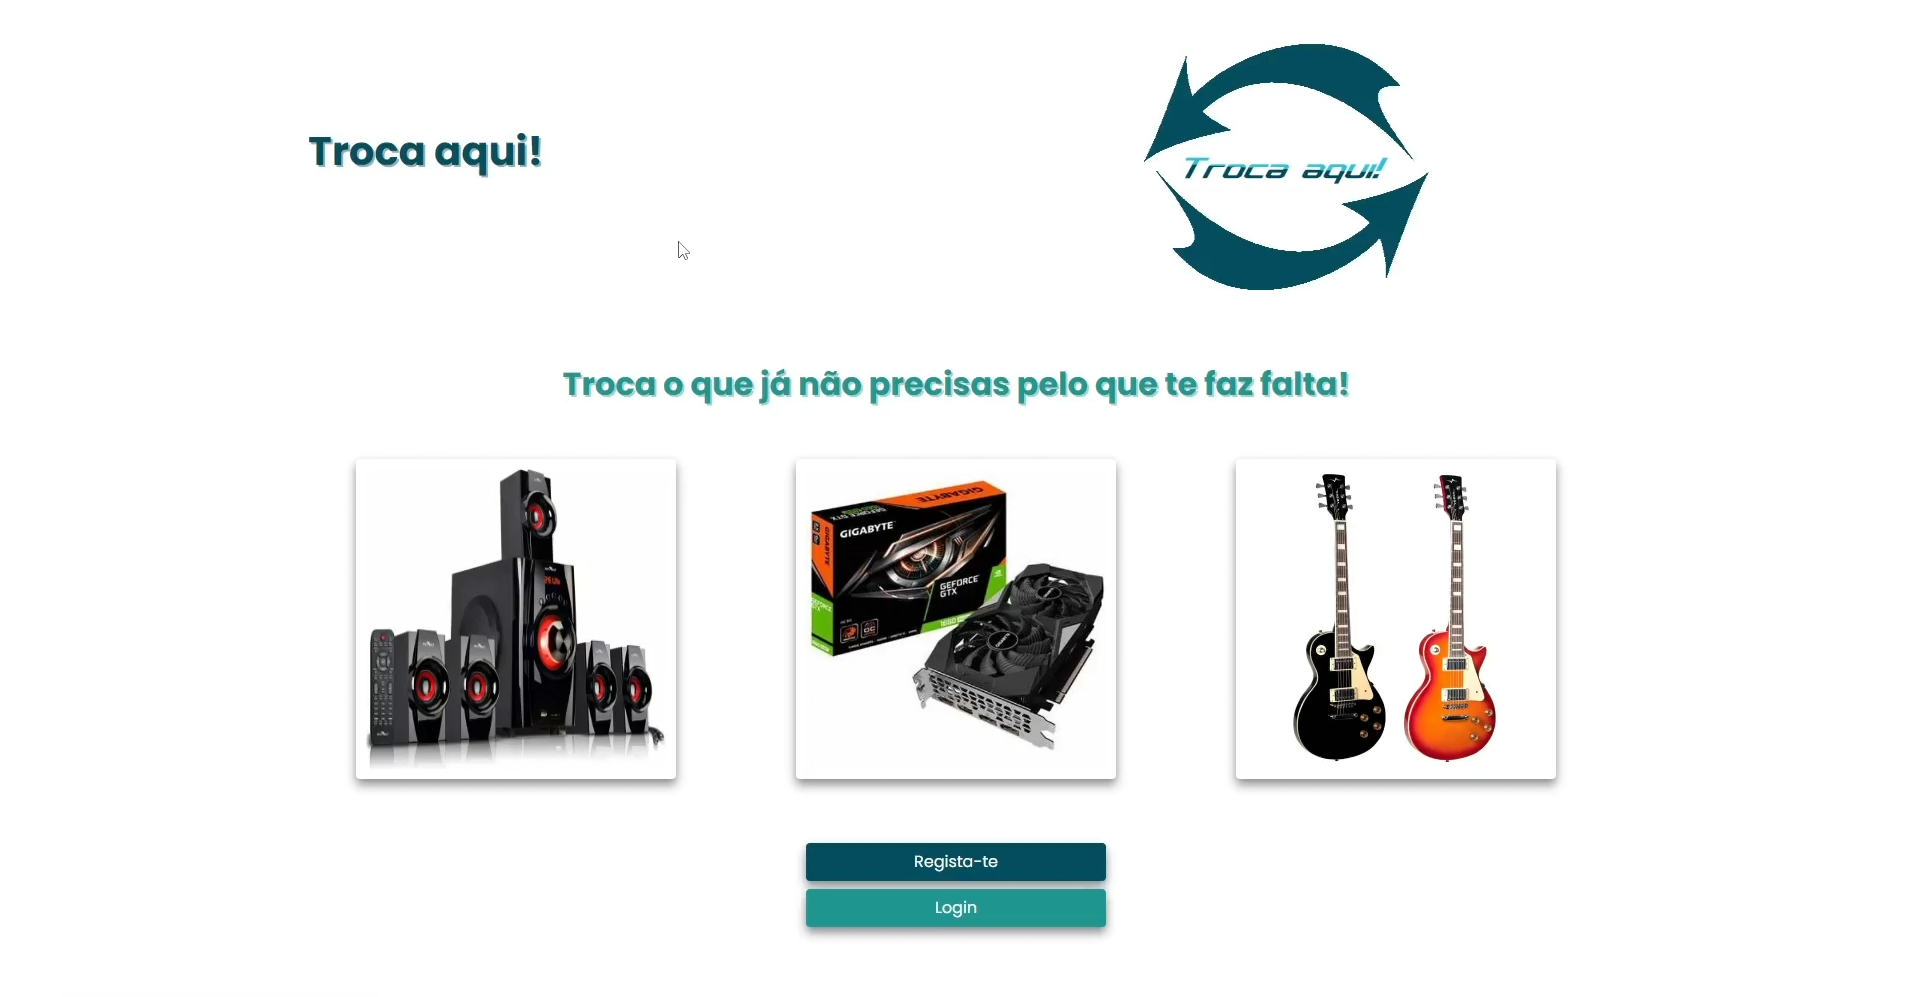 Troca aqui!
Troca aqui!
Troca o que já não precisas pelo que te faz falta!
GIGABYTE
GIGABYTE
GIGABYTE
GEFORCE
GTX
Regista-te
Login